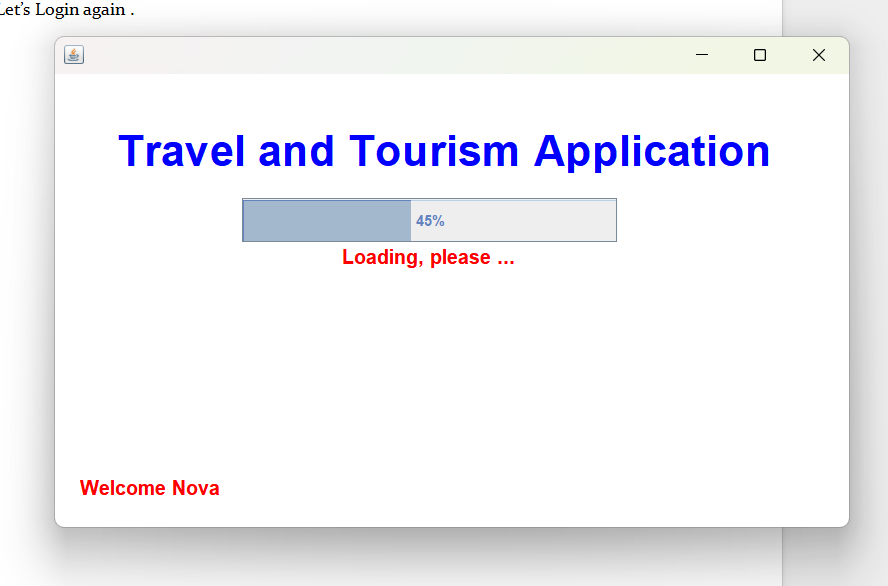 Let’s Login again .
Travel and Tourism Application
45%
Loading, please ...
Welcome Nova